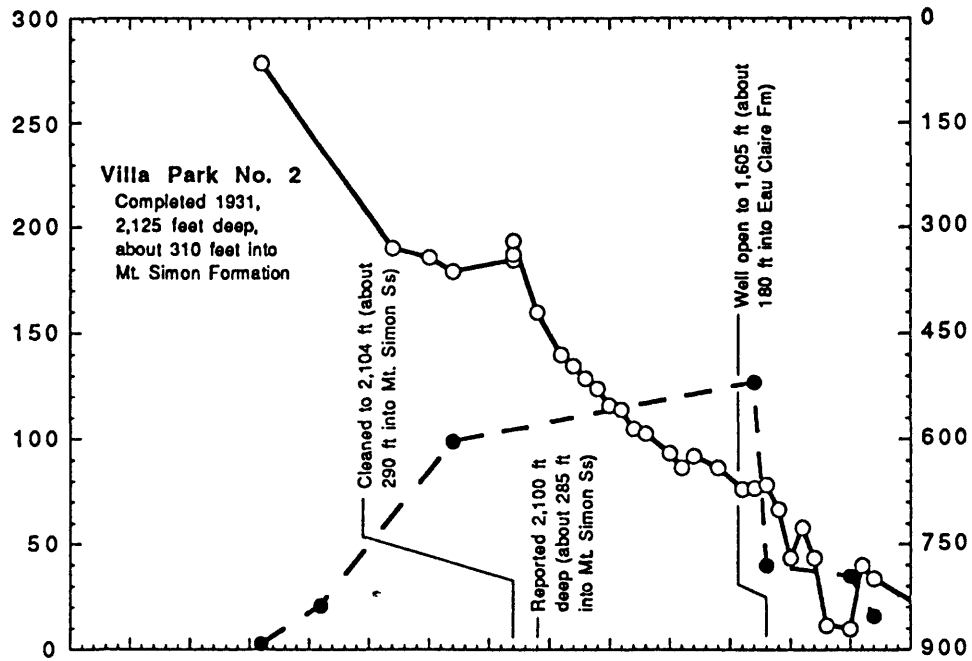 300
250
200
150
100
50
0
Villa Park No. 2
Completed 1931,
2,125 feet deep,
about 310 feet into
Mt. Simon Formation
Cleaned to 2,104 ft (about
290 ft into Mt. Simon Ss)
Reported 2,100 ft
deep (about 285 ft
into Mt. Simon Ss)
Well open to 1,605 ft (about
180 ft into Eau Claire Fm)
0
150
300
450
600
750
900